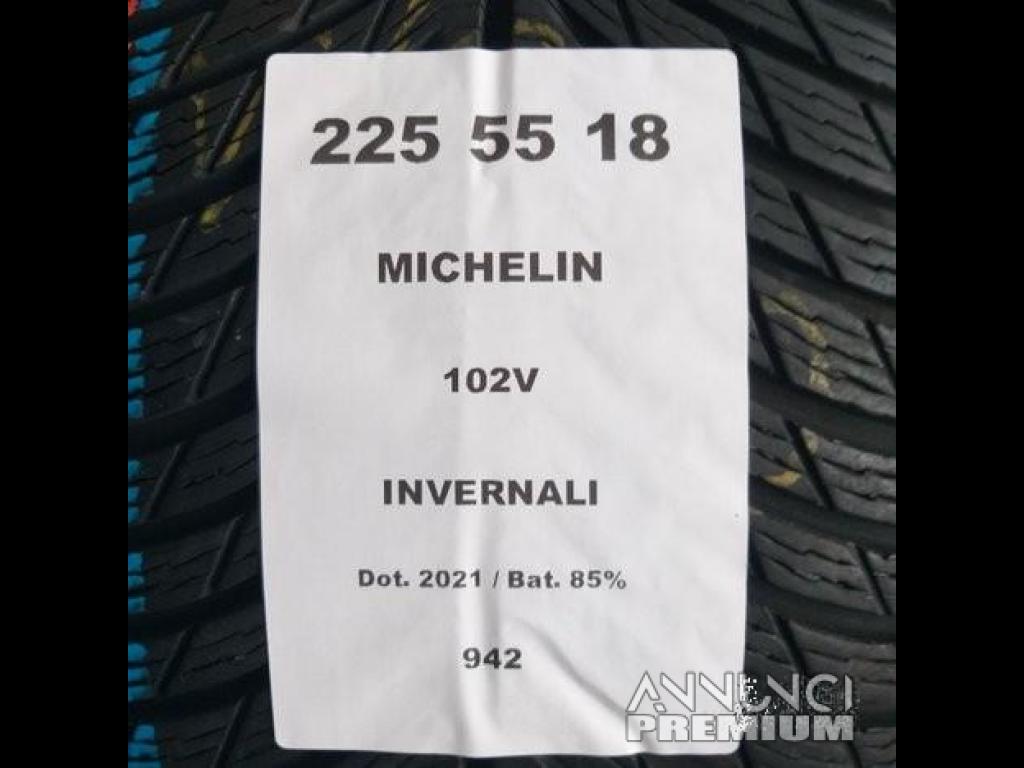 225 55 18
MICHELIN
102V
INVERNALI
Dot. 2021 / Bat. 85%
942
ANNUNCI
PREMIUM